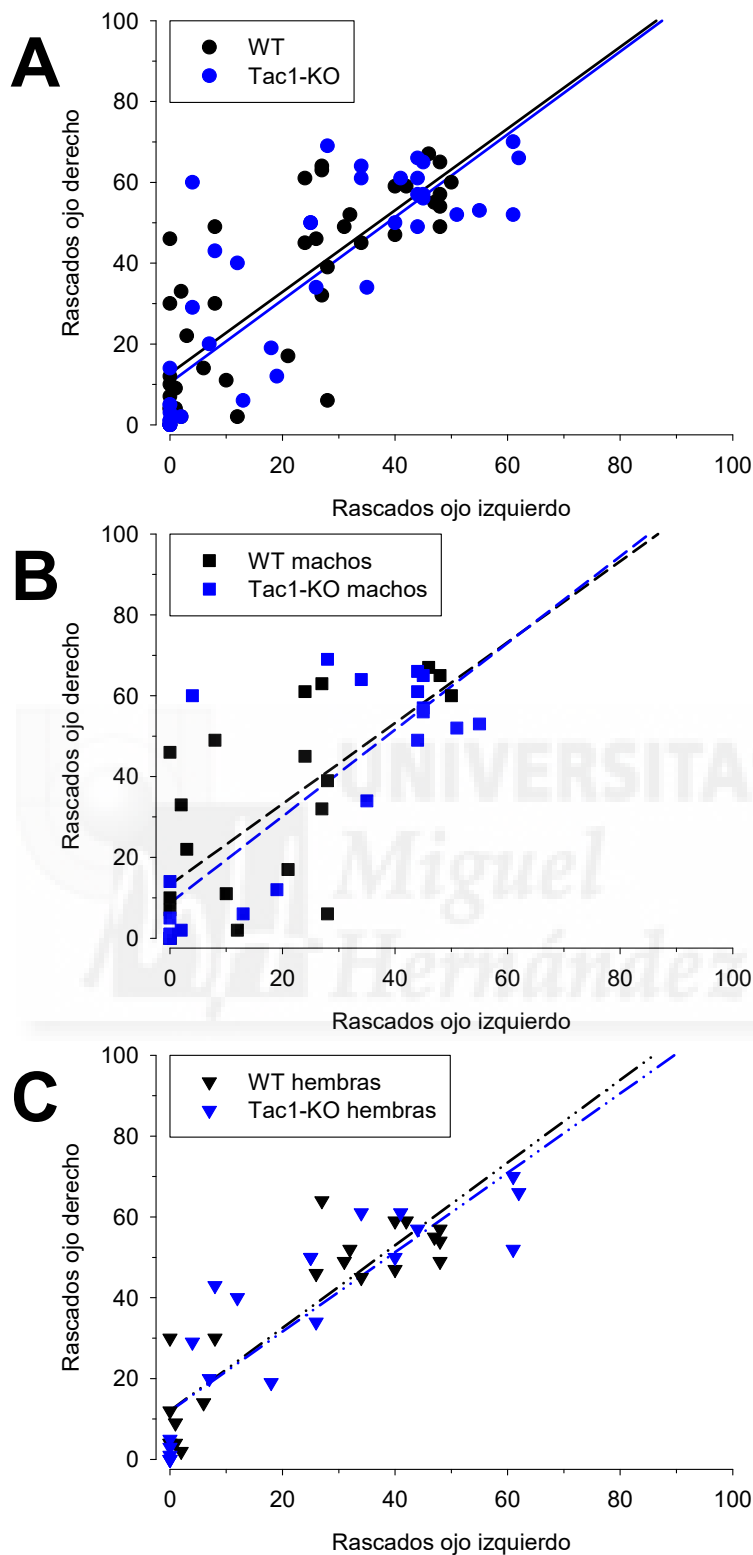 A
WT
Tac1-KO
Rascados ojo derecho
100
80
60
40
20
0
0 20 40 60 80 100
Rascados ojo izquierdo
B
WT machos
Tac1-KO machos
Rascados ojo derecho
100
80
60
40
20
0
0 20 40 60 80 100
Rascados ojo izquierdo
UNIVERSITA
Miguel
Hernández
C
WT hembras
Tac1-KO hembras
Rascados ojo derecho
100
80
60
40
20
0
0 20 40 60 80 100
Rascados ojo izquierdo